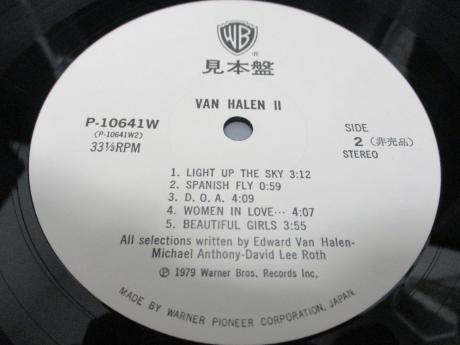 WB
®
見本盤
VAN HALEN II
P-10641W
(P-10641W2)
33⅓RPM
SIDE
2 (非売品)
STEREO
1. LIGHT UP THE SKY 3:12
2. SPANISH FLY 0:59
3. D. O. A. 4:09
4. WOMEN IN LOVE··· 4:07
5. BEAUTIFUL GIRLS 3:55
All selections written by Edward Van Halen-
Michael Anthony-David Lee Roth
Ⓟ 1979 Warner Bros. Records Inc.
MADE BY WARNER PIONEER CORPORATION, JAPAN.